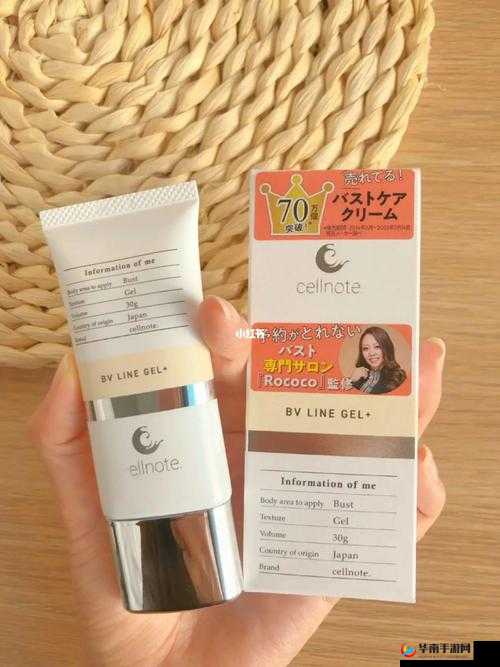 Information of me
Body area to apply Bust
Texture Gel
Volume 30g
Country of origin Japan
Brand cellnote.
BV LINE GEL+
ellnote.
売れてる!
70万個
突破!
バストケア
クリーム
cellnote.
小红书
予約がとれない
バスト
専門サロン
『Rococo』監修
BV LINE GEL+
Information of me
Body area to apply Bust
Texture Gel
Volume 30g
Country of origin Japan
Brand cellnote.
华南手游网